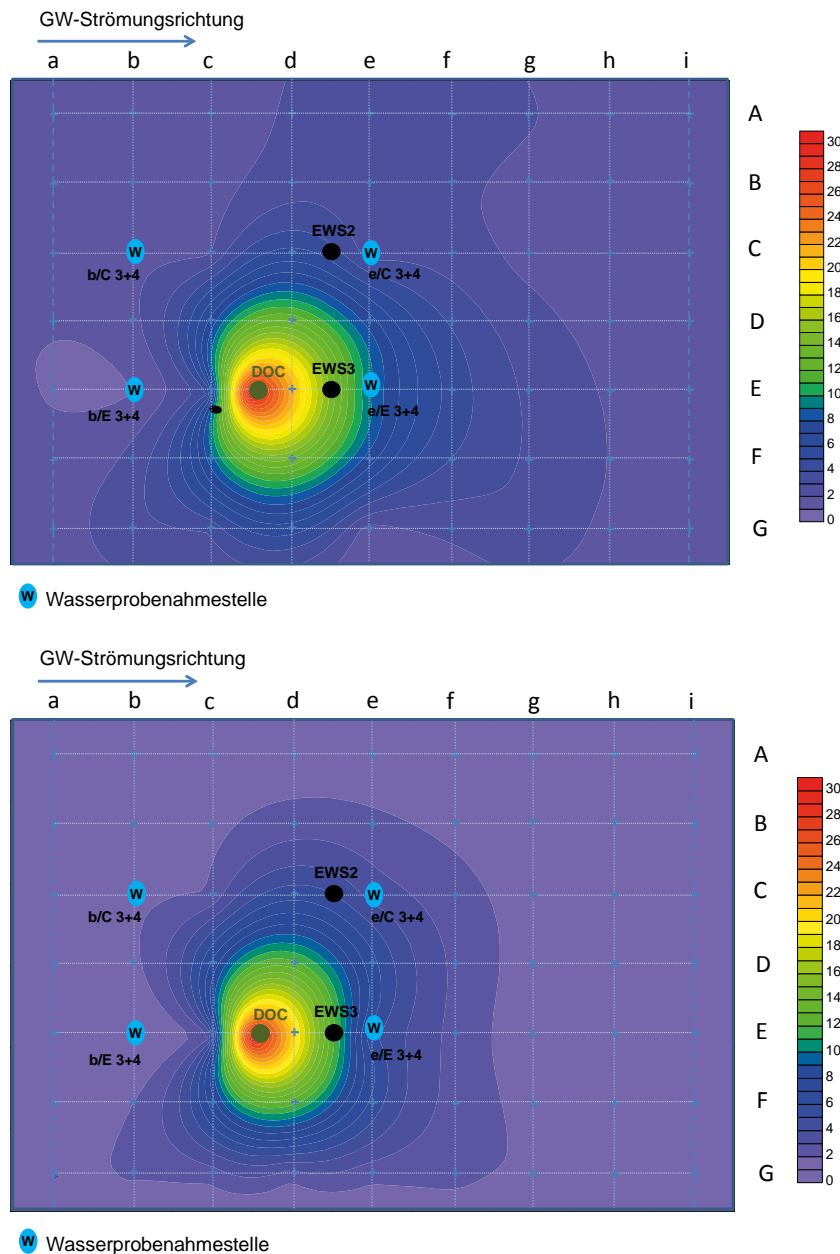 GW-Strömungsrichtung
a b c d e f g h i
A
B
C
D
E
F
G
EWS2
W W
b/C 3+4 e/C 3+4
DOC EWS3
W W
b/E 3+4 e/E 3+4
30
28
26
24
22
20
18
16
14
12
10
8
6
4
2
0
W Wasserprobenahmestelle
GW-Strömungsrichtung
a b c d e f g h i
A
B
C
D
E
F
G
EWS2
W W
b/C 3+4 e/C 3+4
DOC EWS3
W W
b/E 3+4 e/E 3+4
30
28
26
24
22
20
18
16
14
12
10
8
6
4
2
0
W Wasserprobenahmestelle